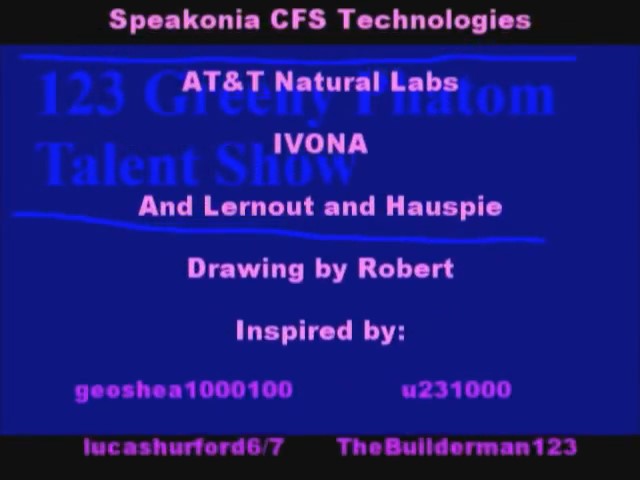 Speakonia CFS Technologies
123 Greeny Phatom
AT&T Natural Labs
IVONA
Talent Show
And Lernout and Hauspie
Drawing by Robert
Inspired by:
geoshea1000100 u231000
lucashurford6/7 TheBuilderman123